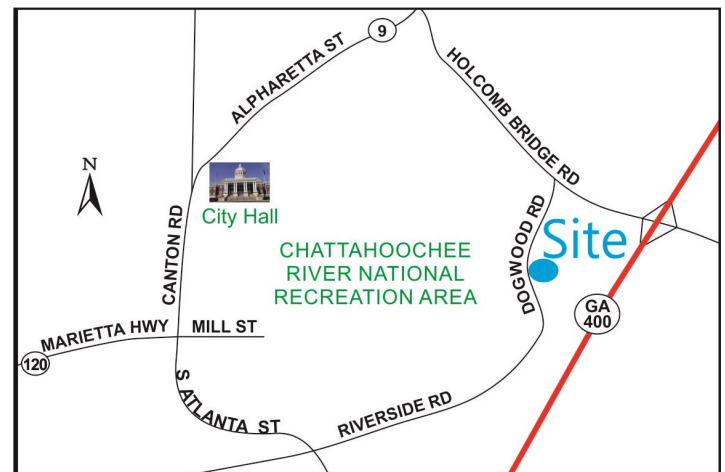 9
ALPHARETTA ST
HOLCOMB BRIDGE RD
N
City Hall
CANTON RD
DOGWOOD RD
Site
CHATTAHOOCHEE
RIVER NATIONAL
RECREATION AREA
GA
400
MARIETTA HWY
MILL ST
120
S ATLANTA ST
RIVERSIDE RD